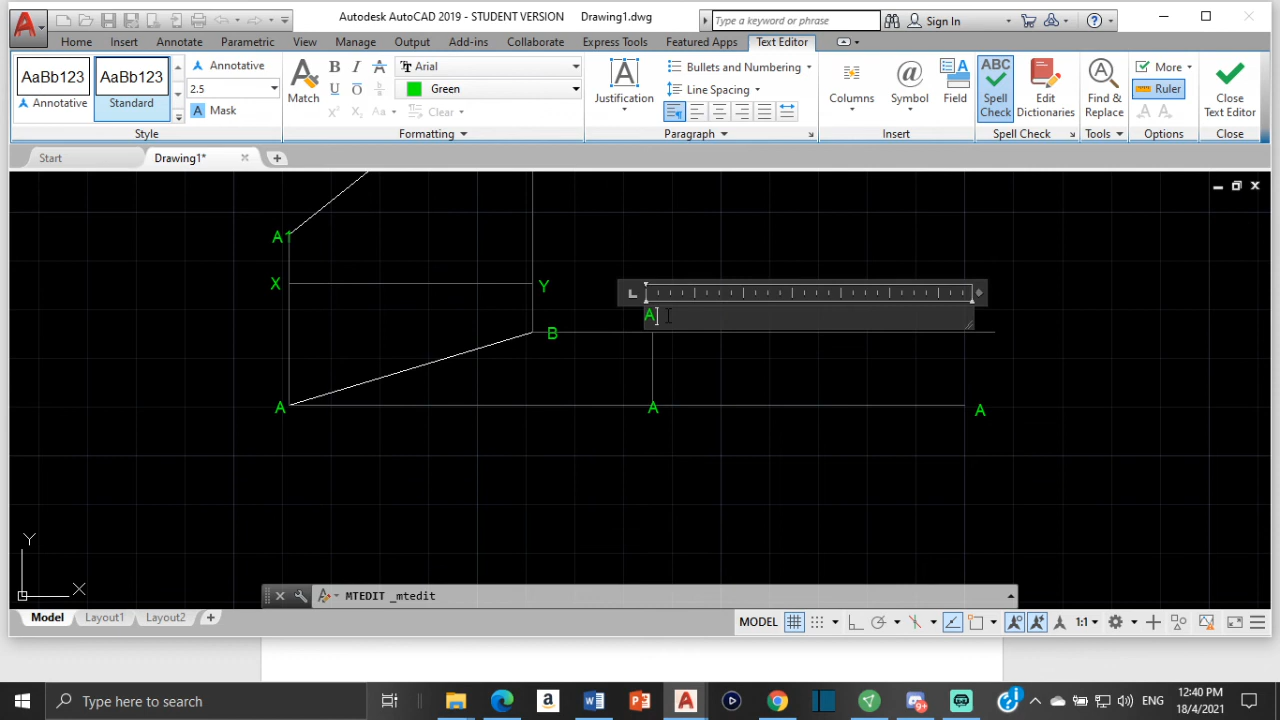 Autodesk AutoCAD 2019 - STUDENT VERSION Drawing1.dwg
Type a keyword or phrase
Sign In
Home Insert Annotate Parametric View Manage Output Add-ins Collaborate Express Tools Featured Apps Text Editor
AaBb123
Annotative
AaBb123
Standard
Annotative
2.5
Mask
Style
Match
Arial
Green
Clear
Formatting
Justification
Bullets and Numbering
Line Spacing
Paragraph
Columns
Symbol
Field
Insert
ABC
Spell
Check
Edit
Dictionaries
Spell Check
Find &
Replace
Tools
More
Ruler
Options
Close
Text Editor
Close
Start
Drawing1*
A1
X
Y
A
B
A
A
A
Y
X
MTEDIT _mtedit
Model Layout1 Layout2
MODEL
1:1
Type here to search
9+
ENG
12:40 PM
18/4/2021